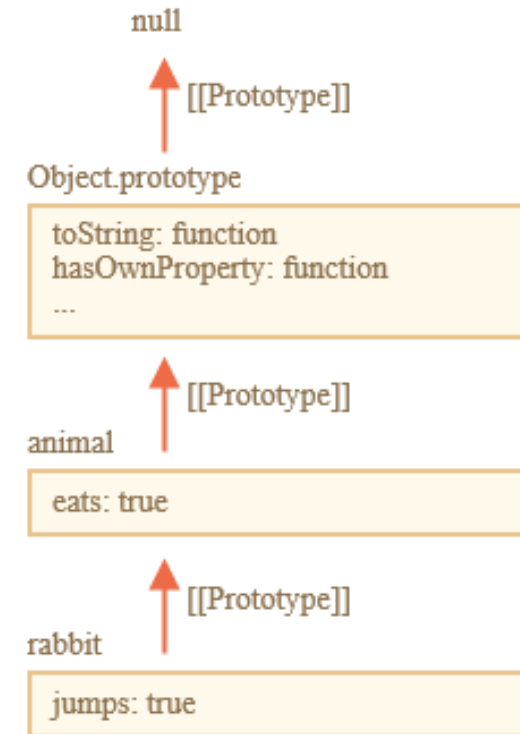 null
[[Prototype]]
Object.prototype
toString: function
hasOwnProperty: function
...
[[Prototype]]
animal
eats: true
[[Prototype]]
rabbit
jumps: true